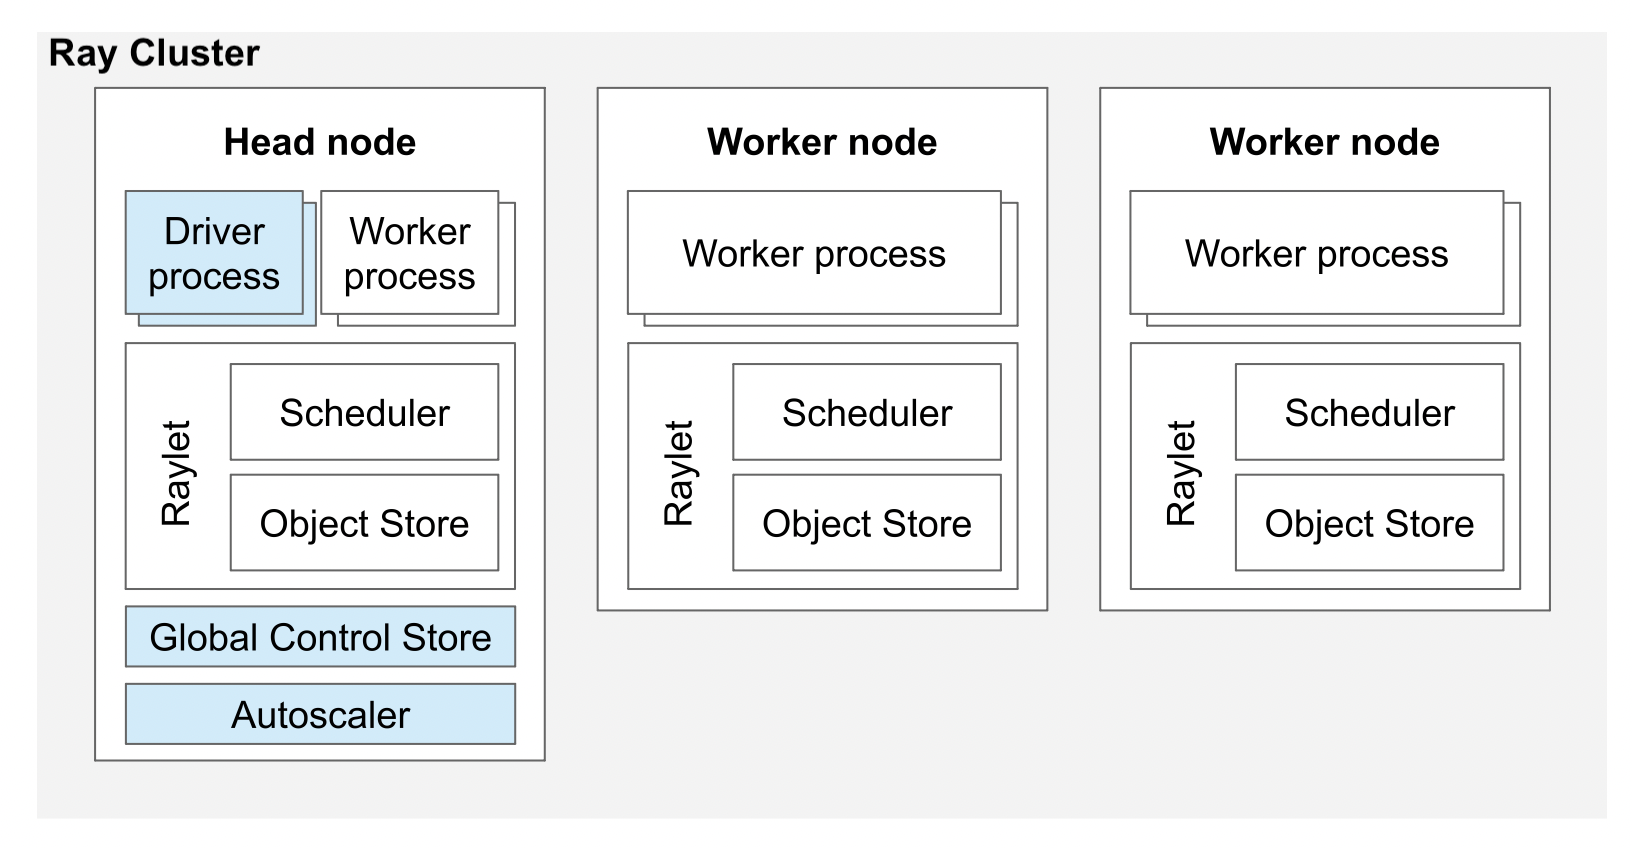 Ray Cluster
Head node
Driver
process
Worker
process
Raylet
Scheduler
Object Store
Global Control Store
Autoscaler
Worker node
Worker process
Raylet
Scheduler
Object Store
Worker node
Worker process
Raylet
Scheduler
Object Store